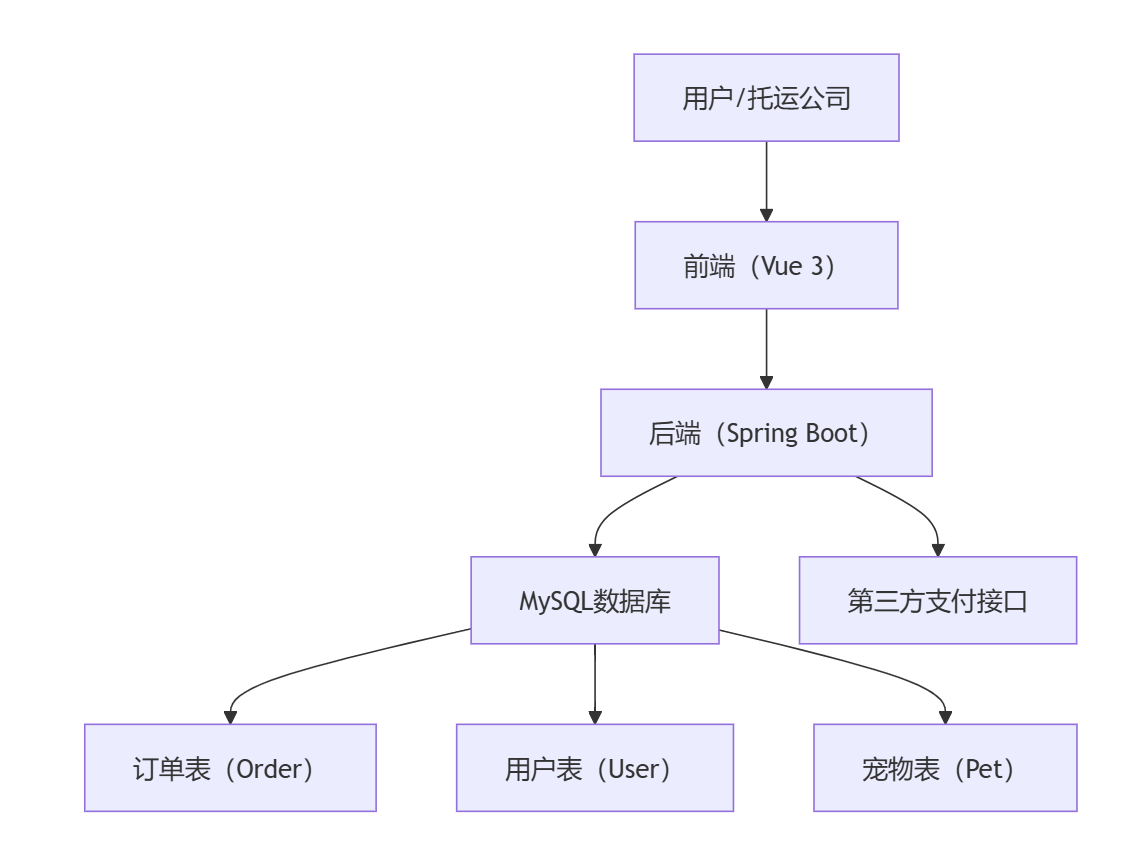 用户/托运公司
前端（Vue 3）
后端（Spring Boot）
MySQL数据库
第三方支付接口
订单表（Order）
用户表（User）
宠物表（Pet）